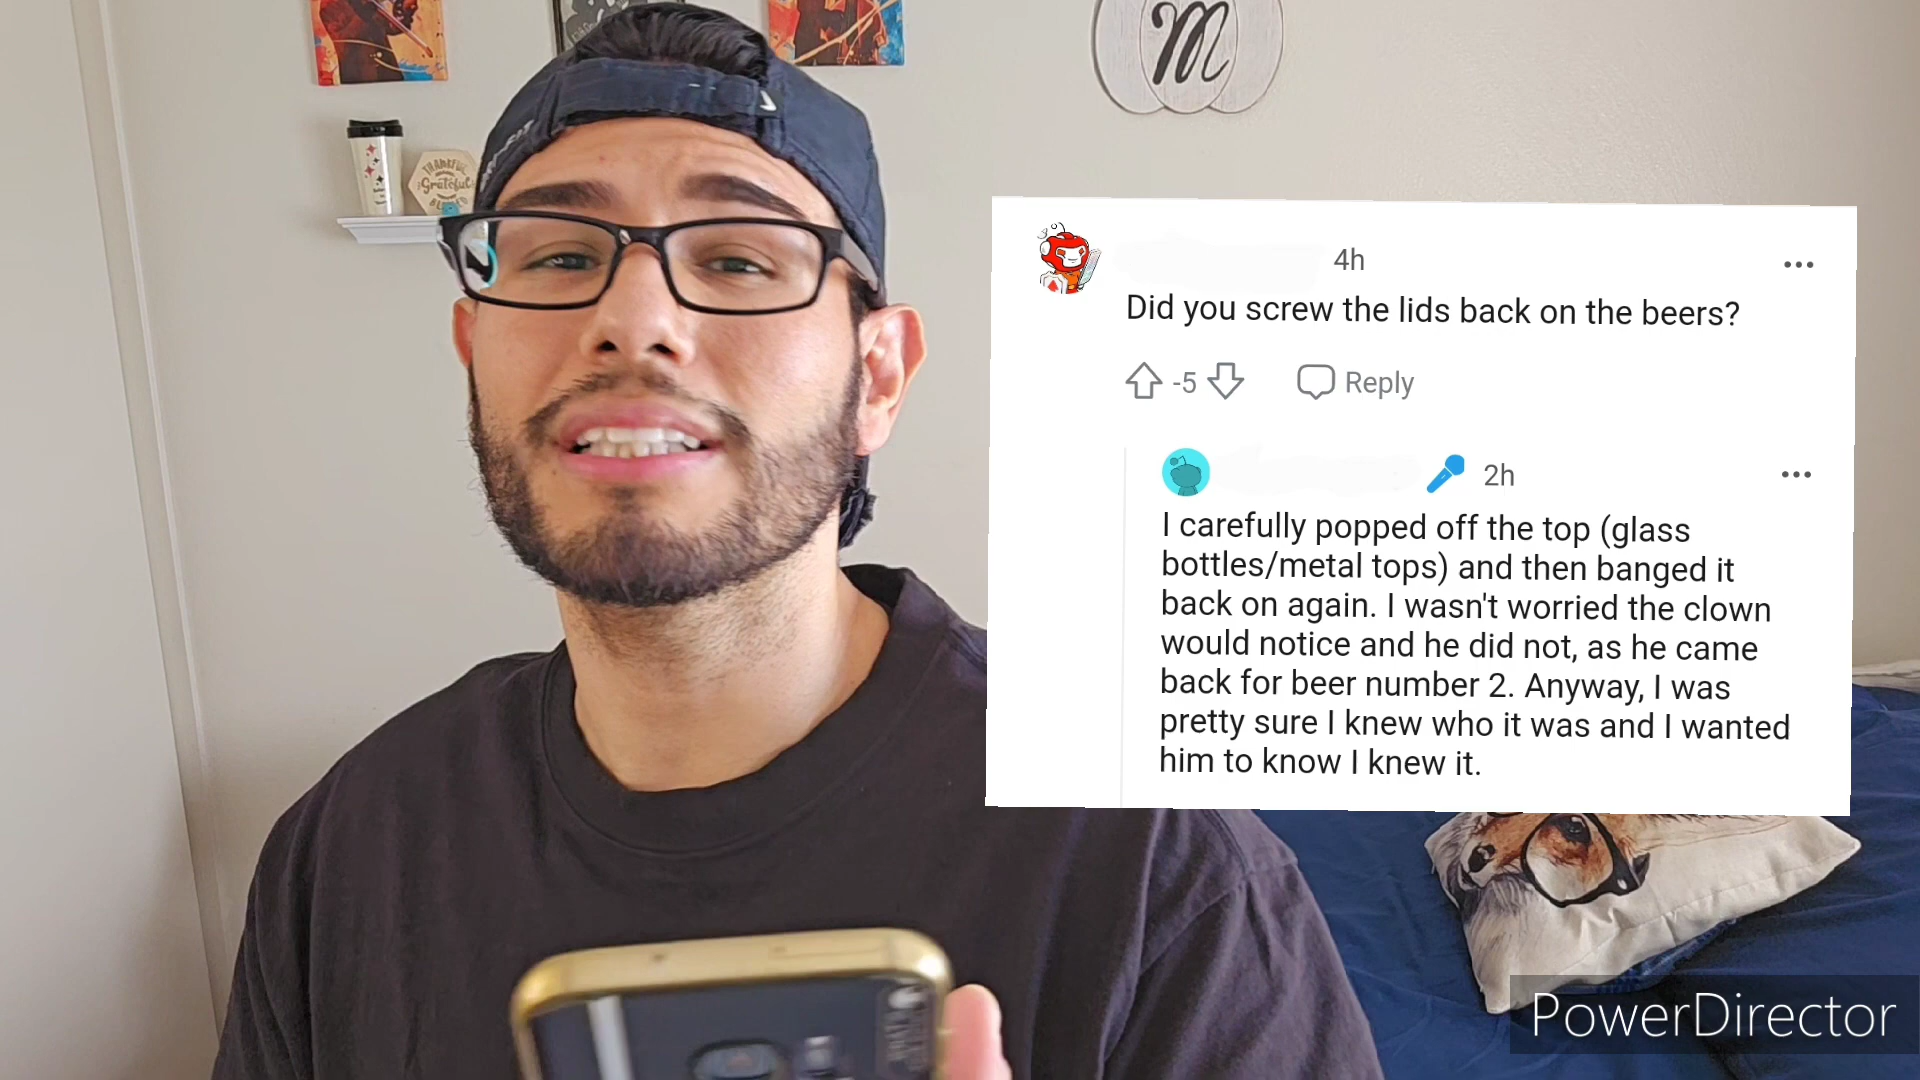 m
THANKFUL
Grateful
BLESSED
4h
Did you screw the lids back on the beers?
-5
Reply
2h
I carefully popped off the top (glass
bottles/metal tops) and then banged it
back on again. I wasn't worried the clown
would notice and he did not, as he came
back for beer number 2. Anyway, I was
pretty sure I knew who it was and I wanted
him to know I knew it.
PowerDirector